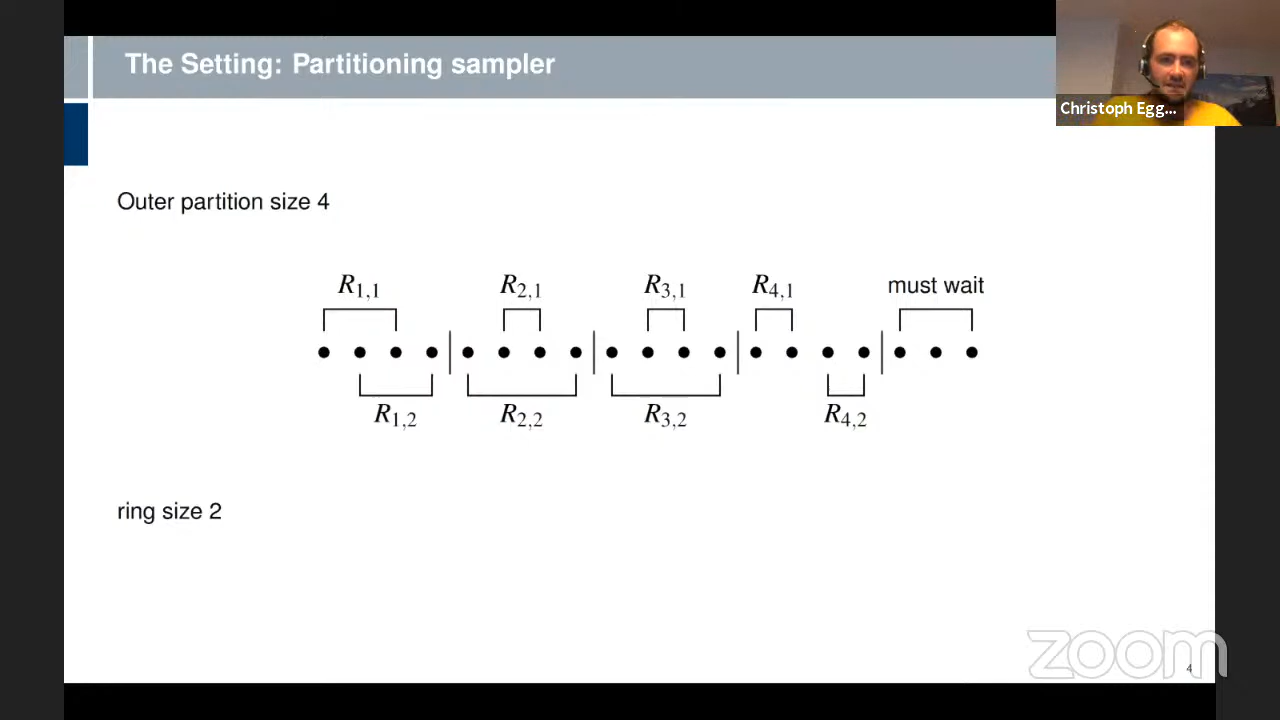 The Setting: Partitioning sampler
Christoph Egg...
Outer partition size 4
R1,1 R2,1 R3,1 R4,1 must wait
R1,2 R2,2 R3,2 R4,2
ring size 2
zoom
4